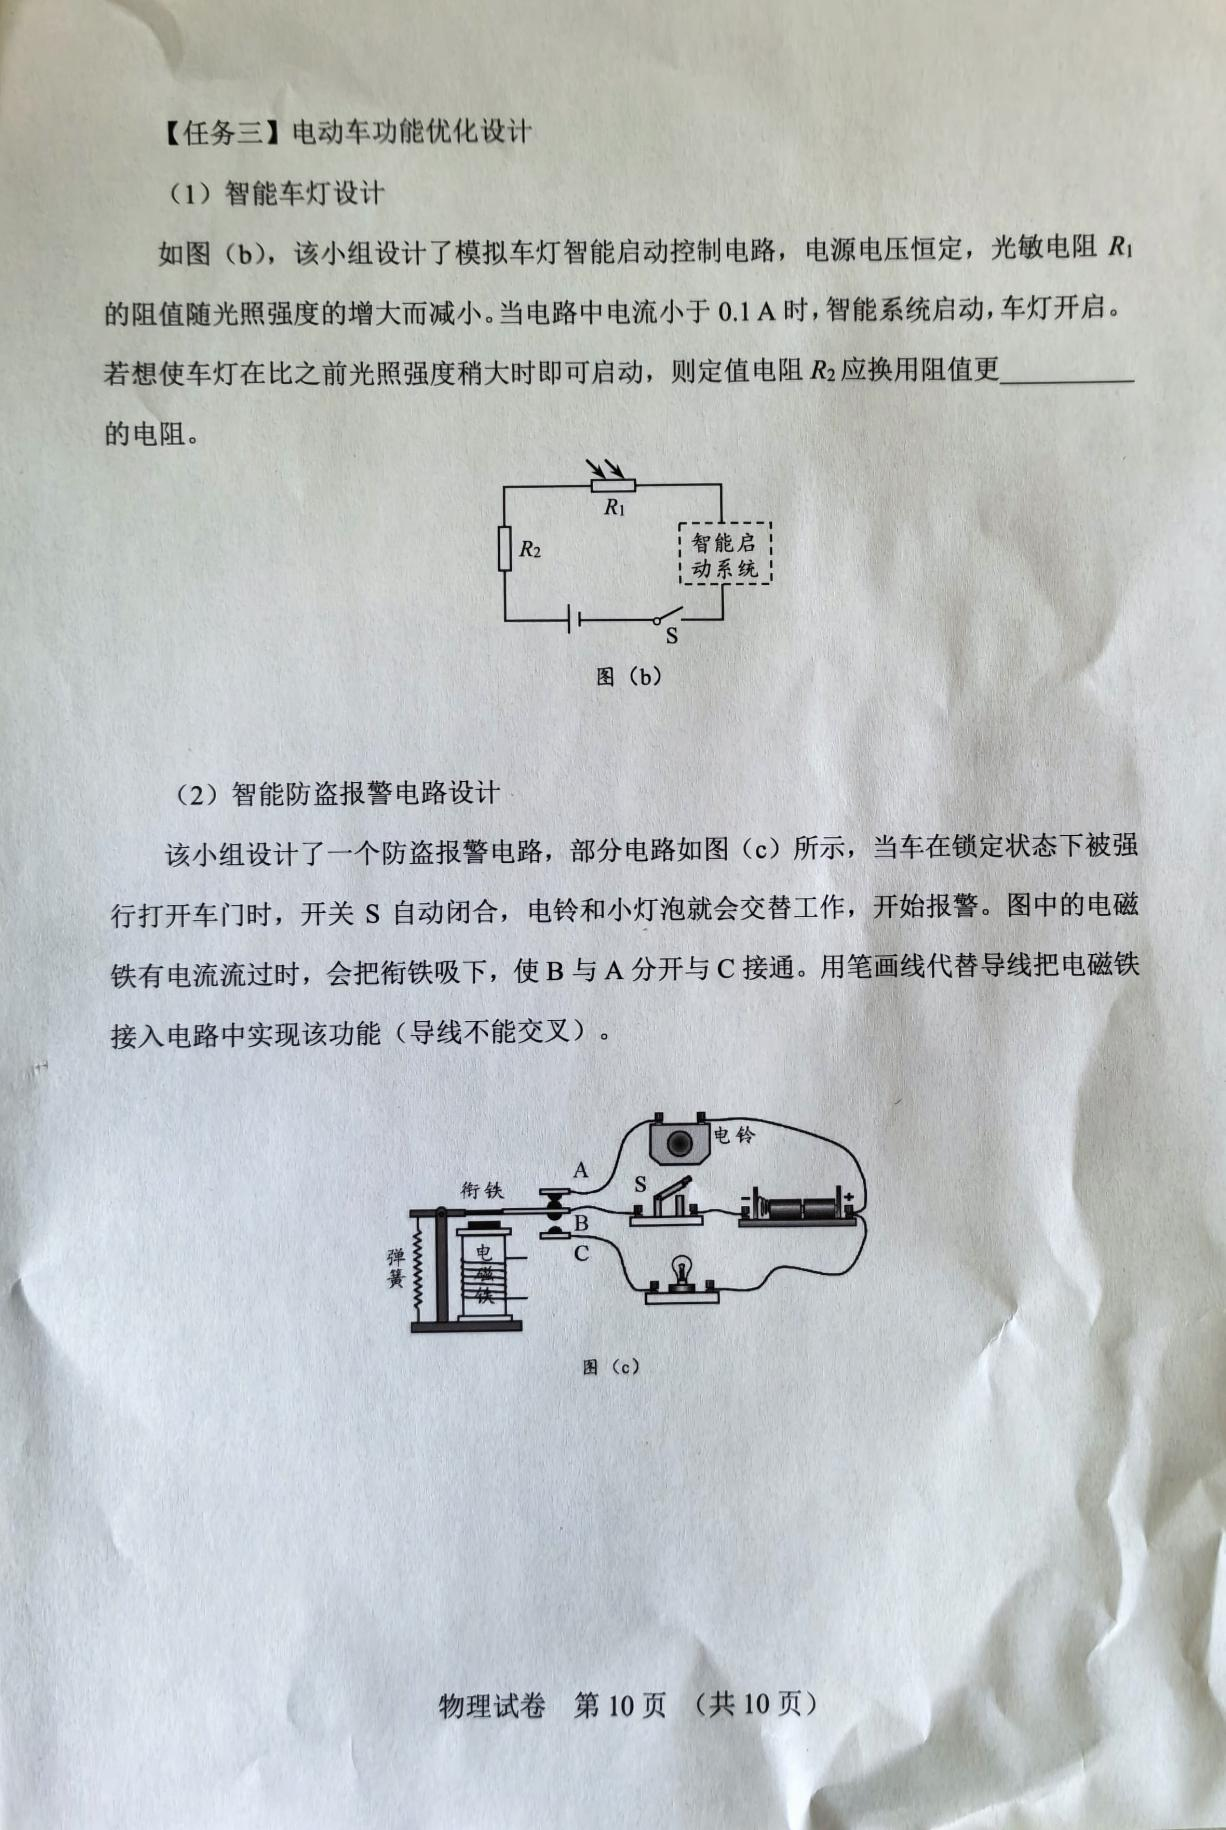 【任务三】电动车功能优化设计
（1）智能车灯设计
如图（b），该小组设计了模拟车灯智能启动控制电路，电源电压恒定，光敏电阻 R₁
的阻值随光照强度的增大而减小。当电路中电流小于 0.1 A 时，智能系统启动，车灯开启。
若想使车灯在比之前光照强度稍大时即可启动，则定值电阻 R₂ 应换用阻值更__________
的电阻。
R₁
R₂
智能启
动系统
S
图（b）
（2）智能防盗报警电路设计
该小组设计了一个防盗报警电路，部分电路如图（c）所示，当车在锁定状态下被强
行打开车门时，开关 S 自动闭合，电铃和小灯泡就会交替工作，开始报警。图中的电磁
铁有电流流过时，会把衔铁吸下，使 B 与 A 分开与 C 接通。用笔画线代替导线把电磁铁
接入电路中实现该功能（导线不能交叉）。
电铃
A
衔铁
S
- +
B
C
弹
簧
电
磁
铁
图（c）
物理试卷 第 10 页 （共 10 页）